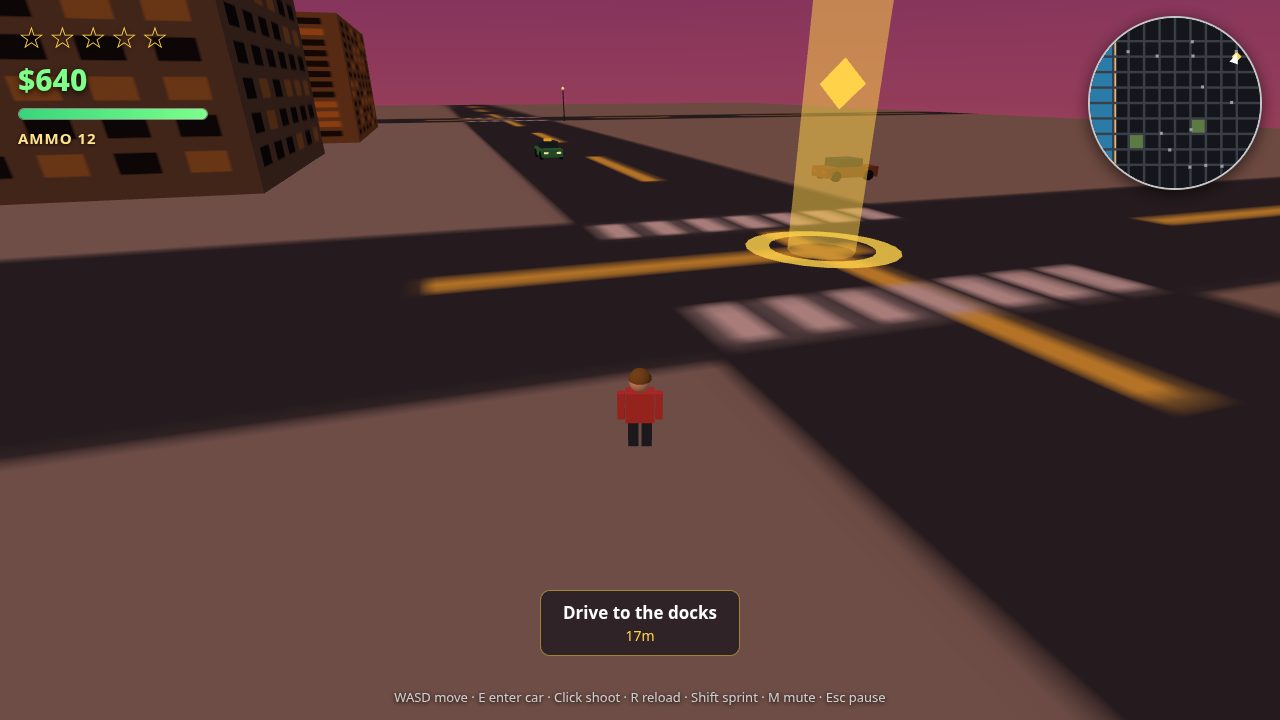 ☆☆☆☆☆
$640
AMMO 12
Drive to the docks
17m
WASD move · E enter car · Click shoot · R reload · Shift sprint · M mute · Esc pause